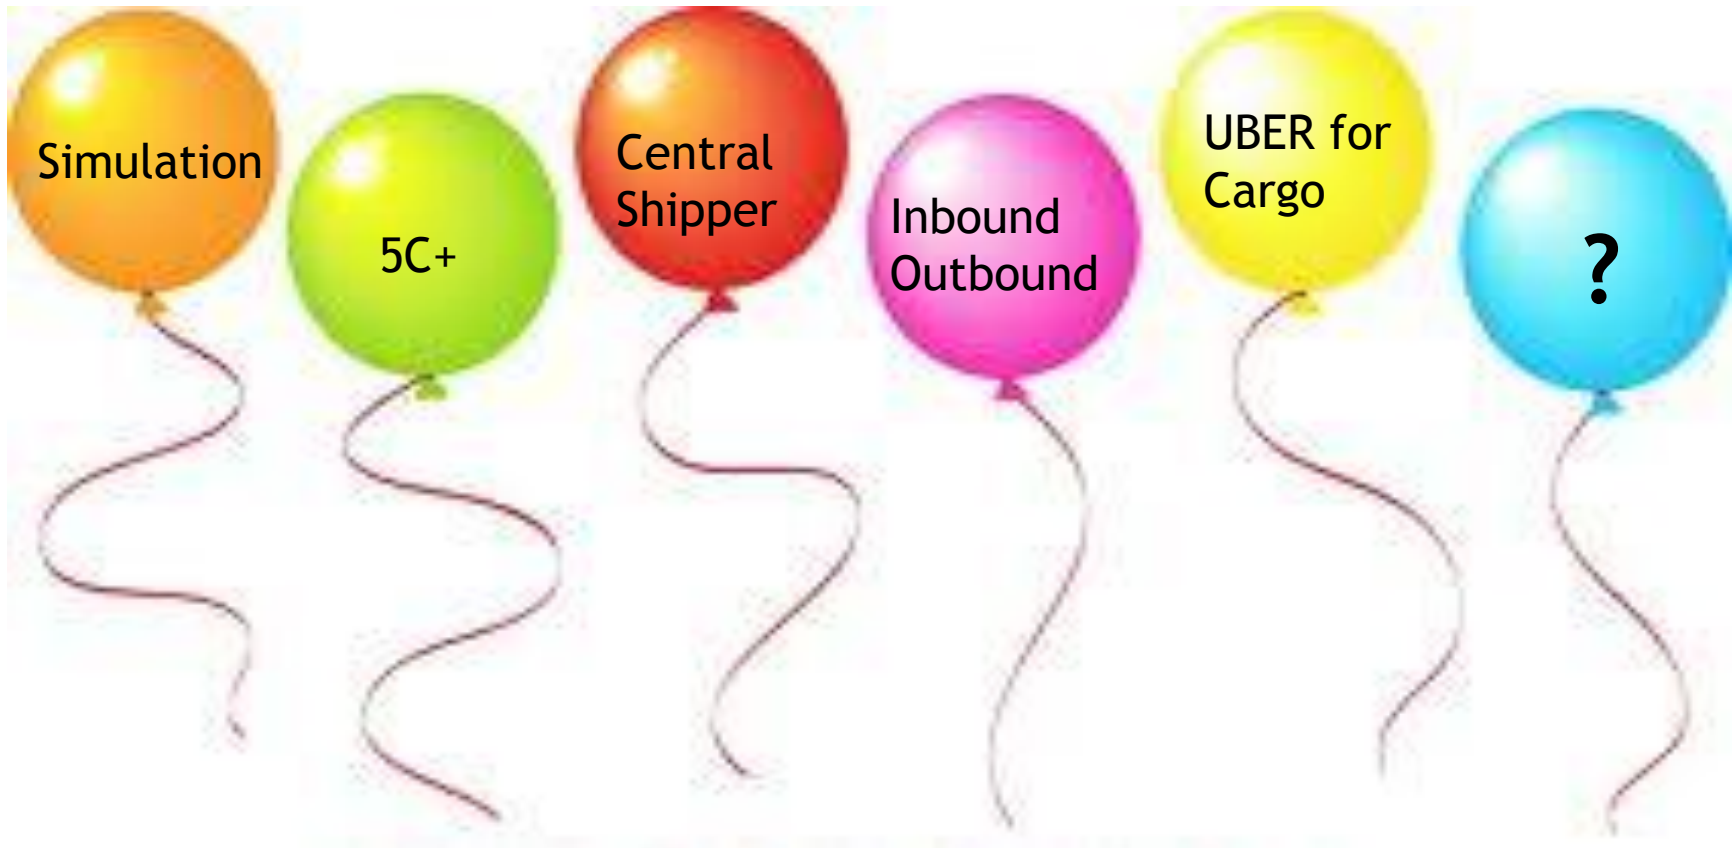 Simulation
5C+
Central
Shipper
Inbound
Outbound
UBER for
Cargo
?